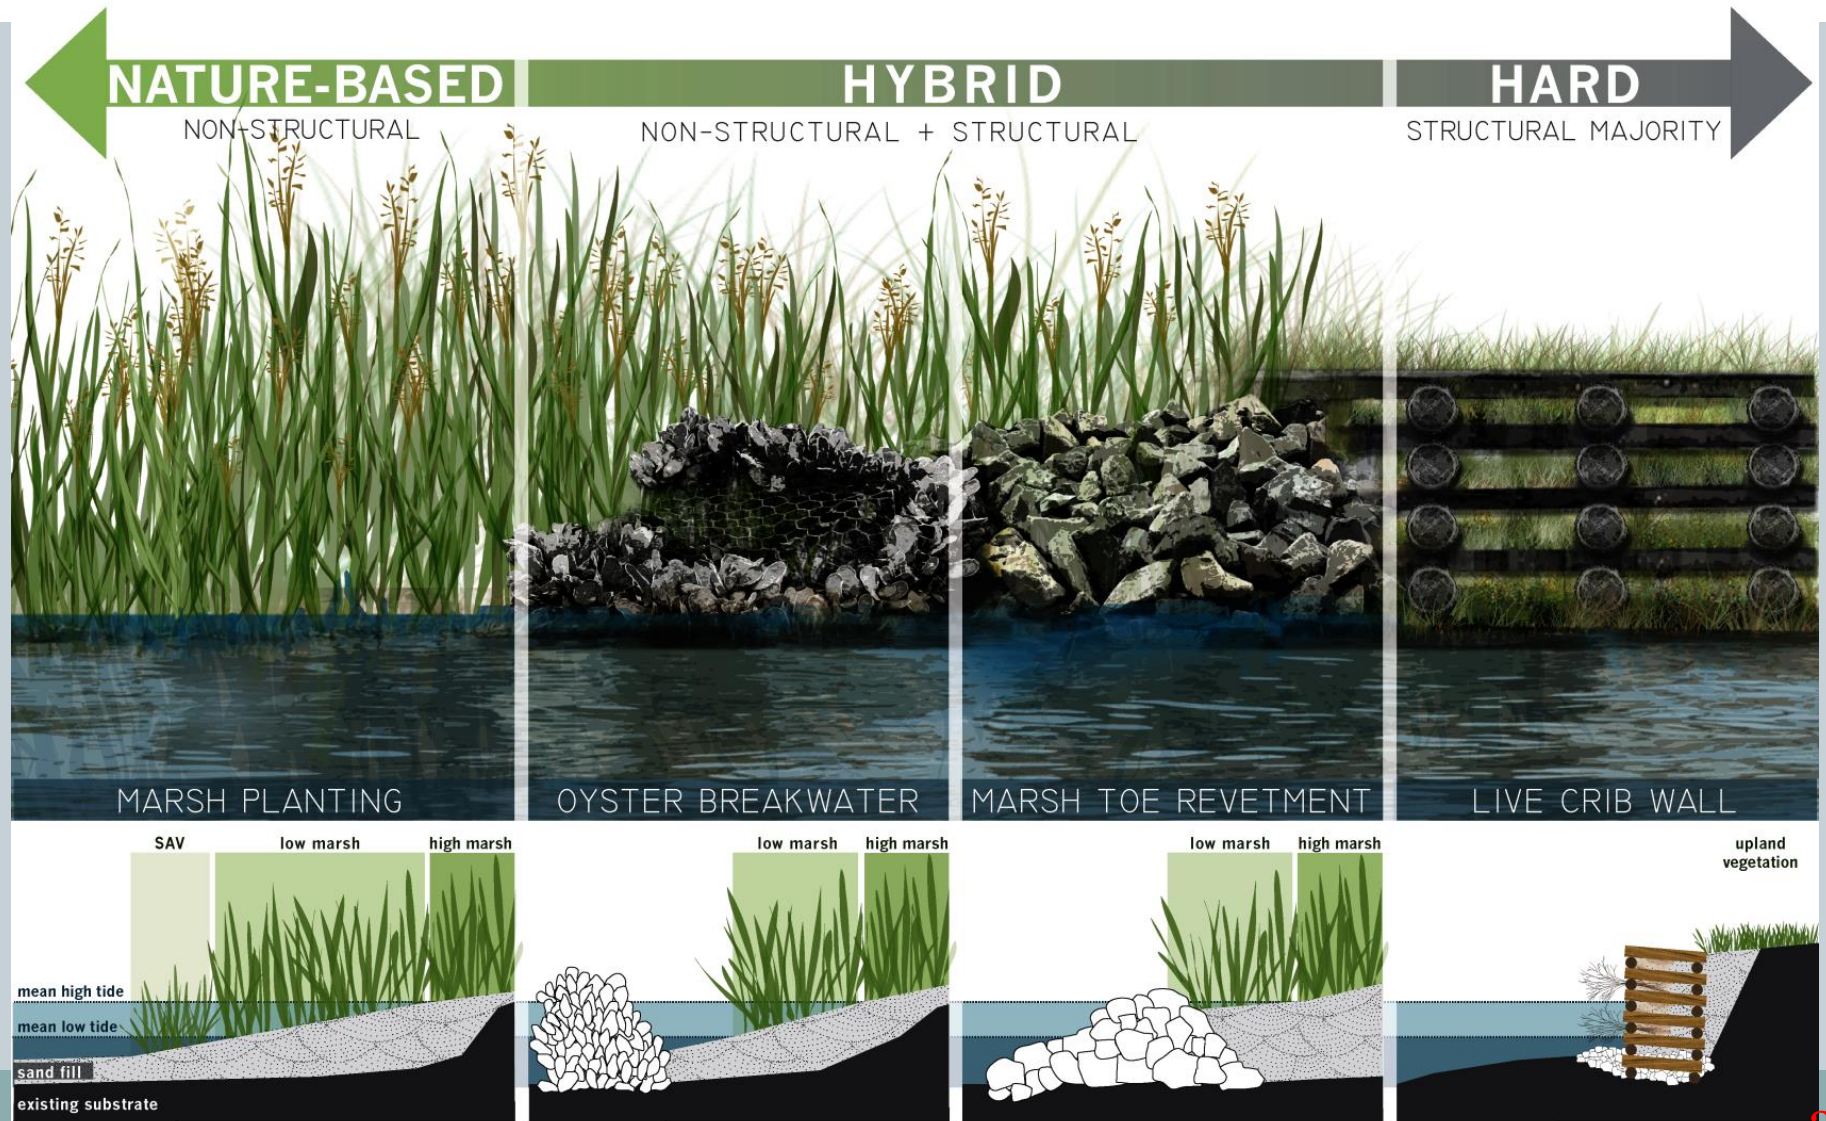 NATURE-BASED
HYBRID
HARD
NON-STRUCTURAL
NON-STRUCTURAL + STRUCTURAL
STRUCTURAL MAJORITY
MARSH PLANTING
OYSTER BREAKWATER
MARSH TOE REVETMENT
LIVE CRIB WALL
SAV
low marsh
high marsh
low marsh
high marsh
low marsh
high marsh
upland
vegetation
mean high tide
mean low tide
sand fill
existing substrate